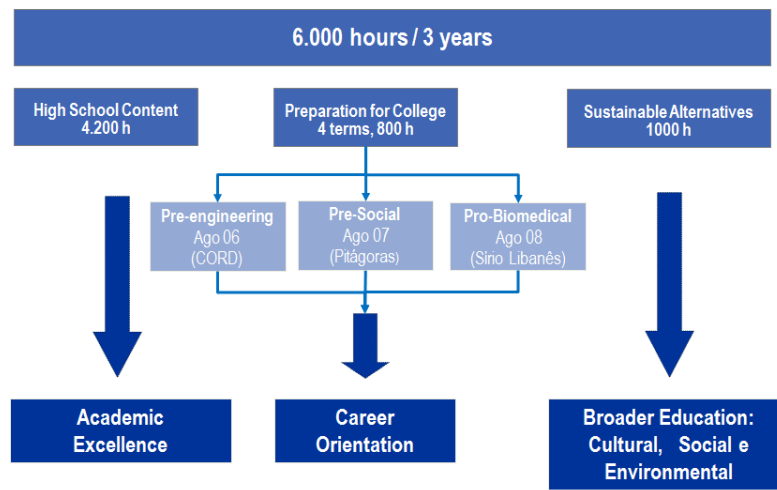 6.000 hours / 3 years
High School Content
4.200 h
Preparation for College
4 terms, 800 h
Sustainable Alternatives
1000 h
Pre-engineering
Ago 06
(CORD)
Pre-Social
Ago 07
(Pitágoras)
Pro-Biomedical
Ago 08
(Sirio Libanês)
Academic
Excellence
Career
Orientation
Broader Education:
Cultural, Social e
Environmental